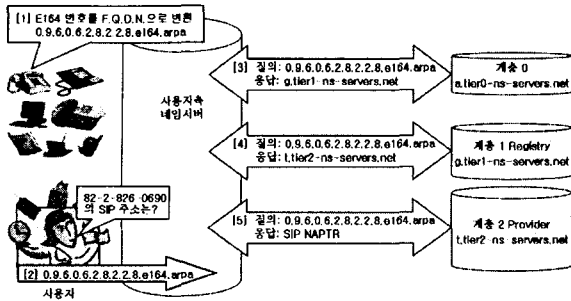 [1] E164 번호를 F.Q.D.N.으로 변환
0.9.6.0.6.2.8.2.2.8.e164.arpa
사용자측
네임서버
[3] 질의: 0.9.6.0.6.2.8.2.2.8.e164.arpa
응답: g.tier1-ns-servers.net
계층 0
a.tier0-ns-servers.net
[4] 질의: 0.9.6.0.6.2.8.2.2.8.e164.arpa
응답: t.tier2-ns-servers.net
계층 1 Registry
g.tier1-ns-servers.net
82-2-826-0690
의 SIP 주소는?
[5] 질의: 0.9.6.0.6.2.8.2.2.8.e164.arpa
응답: SIP NAPTR
계층 2 Provider
t.tier2-ns-servers.net
[2] 0.9.6.0.6.2.8.2.2.8.e164.arpa
사용자